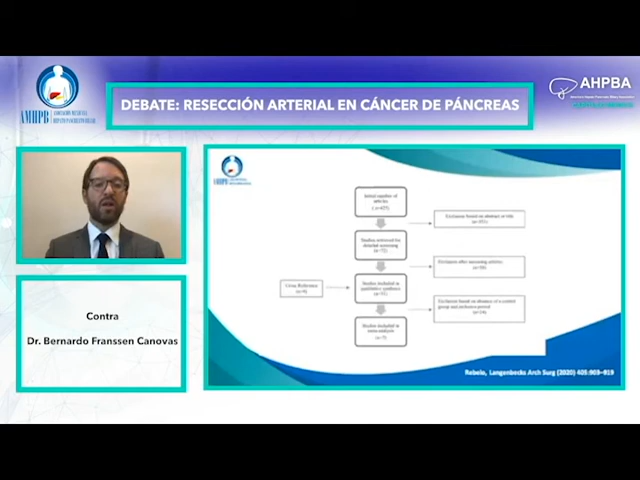 AMHPB
AHPBA
DEBATE: RESECCIÓN ARTERIAL EN CÁNCER DE PÁNCREAS
Contra
Dr. Bernardo Franssen Canovas
AMHPB
Initial number of
articles
Exclusion based on abstract or title
Studies retrieved for
detailed screening
Exclusion after assessing articles
Cross Reference
Studies included in
qualitative synthesis
Exclusion based on absence of a control
group and inclusion period
Studies included in
meta-analysis
Rebelo, Langenbecks Arch Surg (2020) 405:903–919